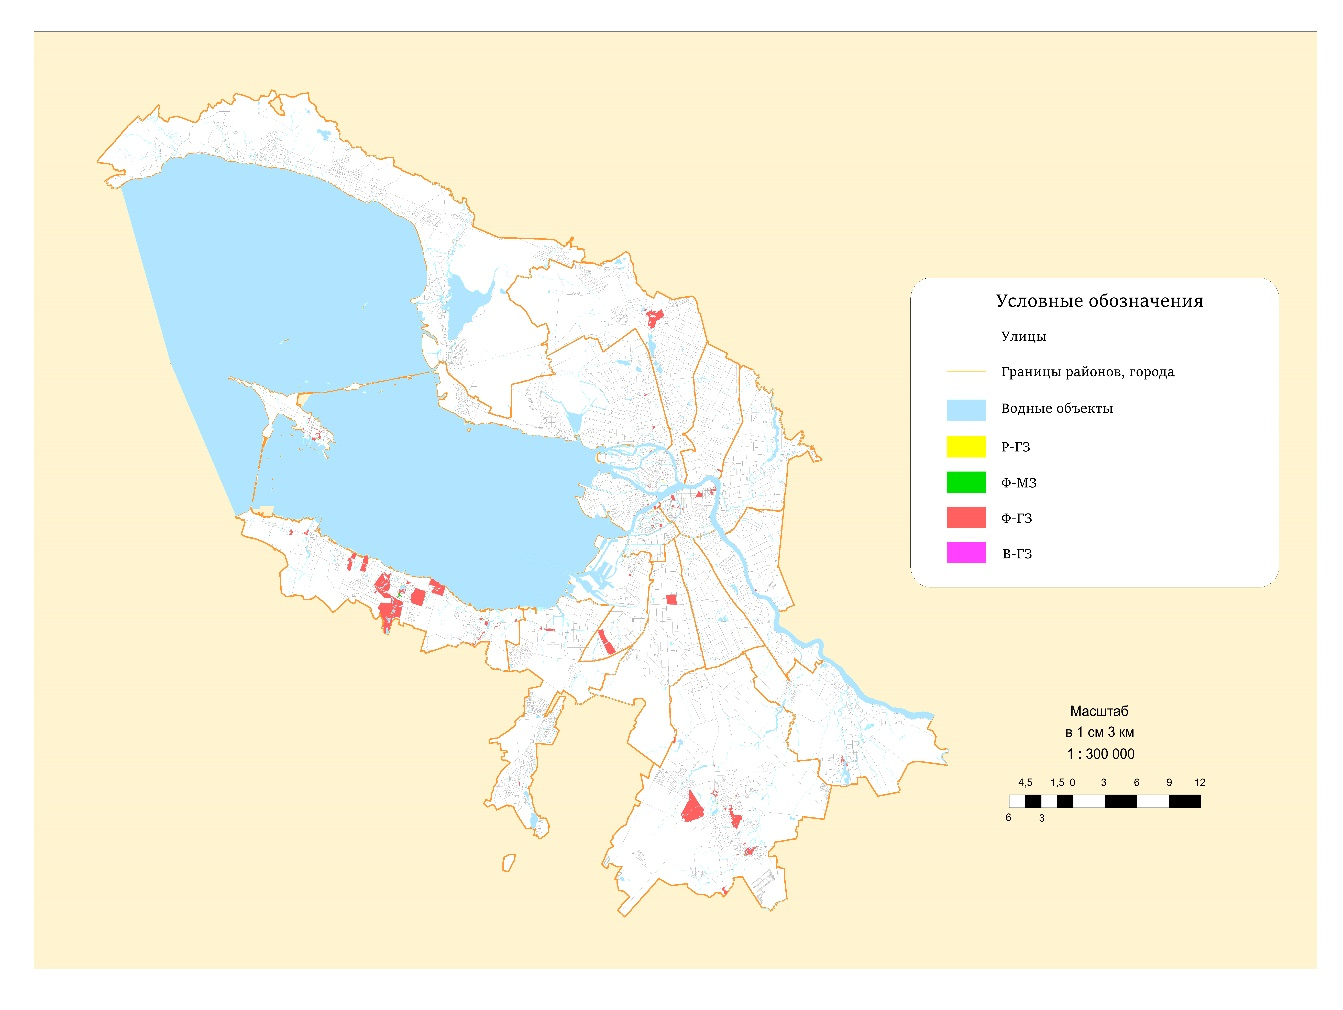 Условные обозначения
Улицы
Границы районов, города
Водные объекты
Р-ГЗ
Ф-МЗ
Ф-ГЗ
В-ГЗ
Масштаб
в 1 см 3 км
1 : 300 000
4,5 1,5 0 3 6 9 12
6 3